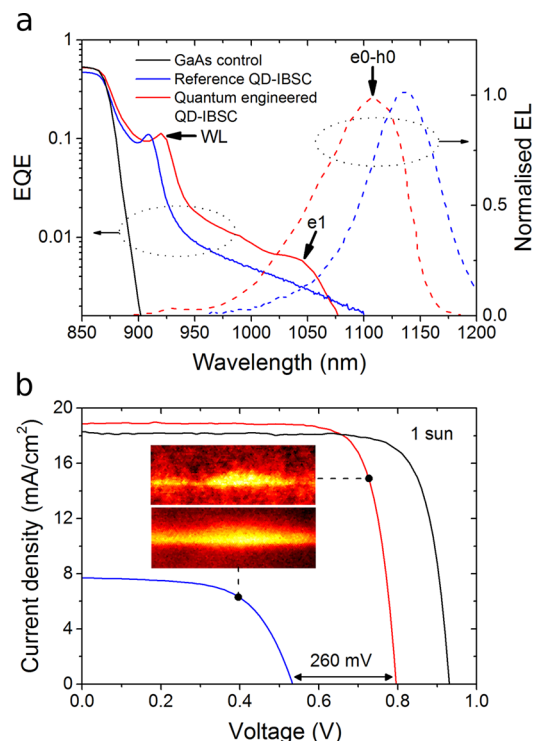 a
GaAs control
Reference QD-IBSC
Quantum engineered
QD-IBSC
e0-h0
WL
e1
1
0.1
0.01
EQE
1.0
0.5
0.0
Normalised EL
850 900 950 1000 1050 1100 1150 1200
Wavelength (nm)
b
20
16
12
8
4
0
Current density (mA/cm²)
1 sun
260 mV
0.0 0.2 0.4 0.6 0.8 1.0
Voltage (V)